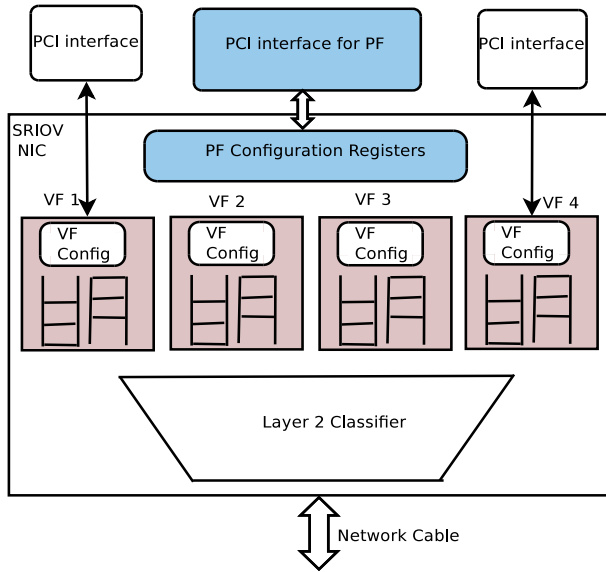 PCI interface
PCI interface for PF
PCI interface
SRIOV
NIC
PF Configuration Registers
VF 1
VF 2
VF 3
VF 4
VF
Config
VF
Config
VF
Config
VF
Config
Layer 2 Classifier
Network Cable